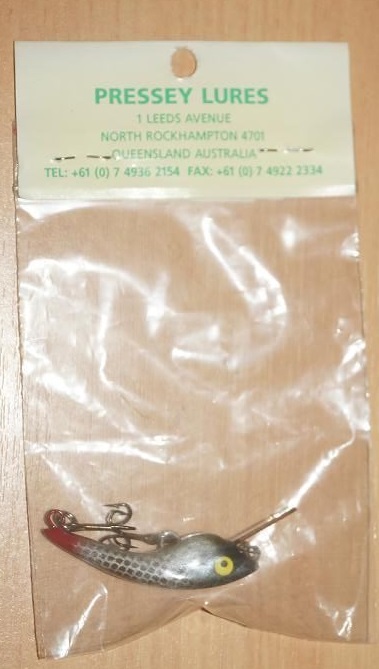 PRESSEY LURES
1 LEEDS AVENUE
NORTH ROCKHAMPTON 4701
QUEENSLAND AUSTRALIA
TEL: +61 (0) 7 4936 2154 FAX: +61 (0) 7 4922 2334